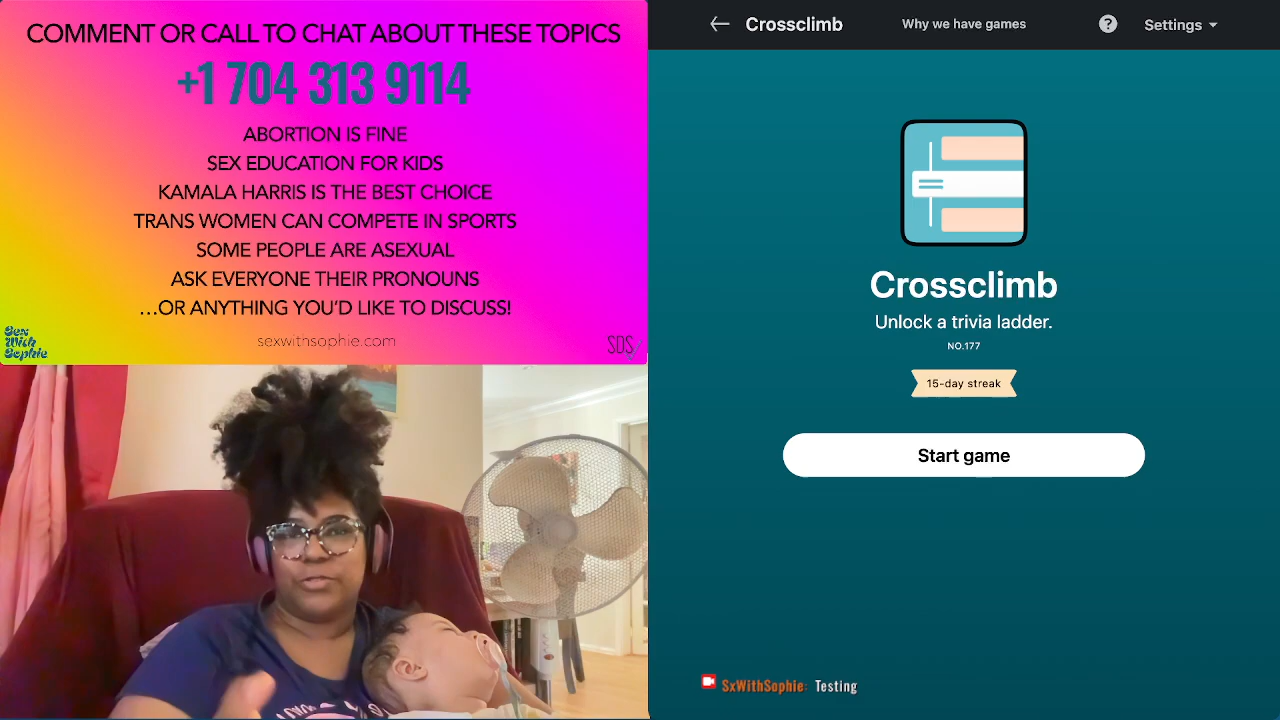 COMMENT OR CALL TO CHAT ABOUT THESE TOPICS
+1 704 313 9114
ABORTION IS FINE
SEX EDUCATION FOR KIDS
KAMALA HARRIS IS THE BEST CHOICE
TRANS WOMEN CAN COMPETE IN SPORTS
SOME PEOPLE ARE ASEXUAL
ASK EVERYONE THEIR PRONOUNS
...OR ANYTHING YOU'D LIKE TO DISCUSS!
sexwithsophie.com
Sex
With
Sophie
SDS
Crossclimb
Why we have games
?
Settings
Crossclimb
Unlock a trivia ladder.
NO.177
15-day streak
Start game
SxWithSophie: Testing